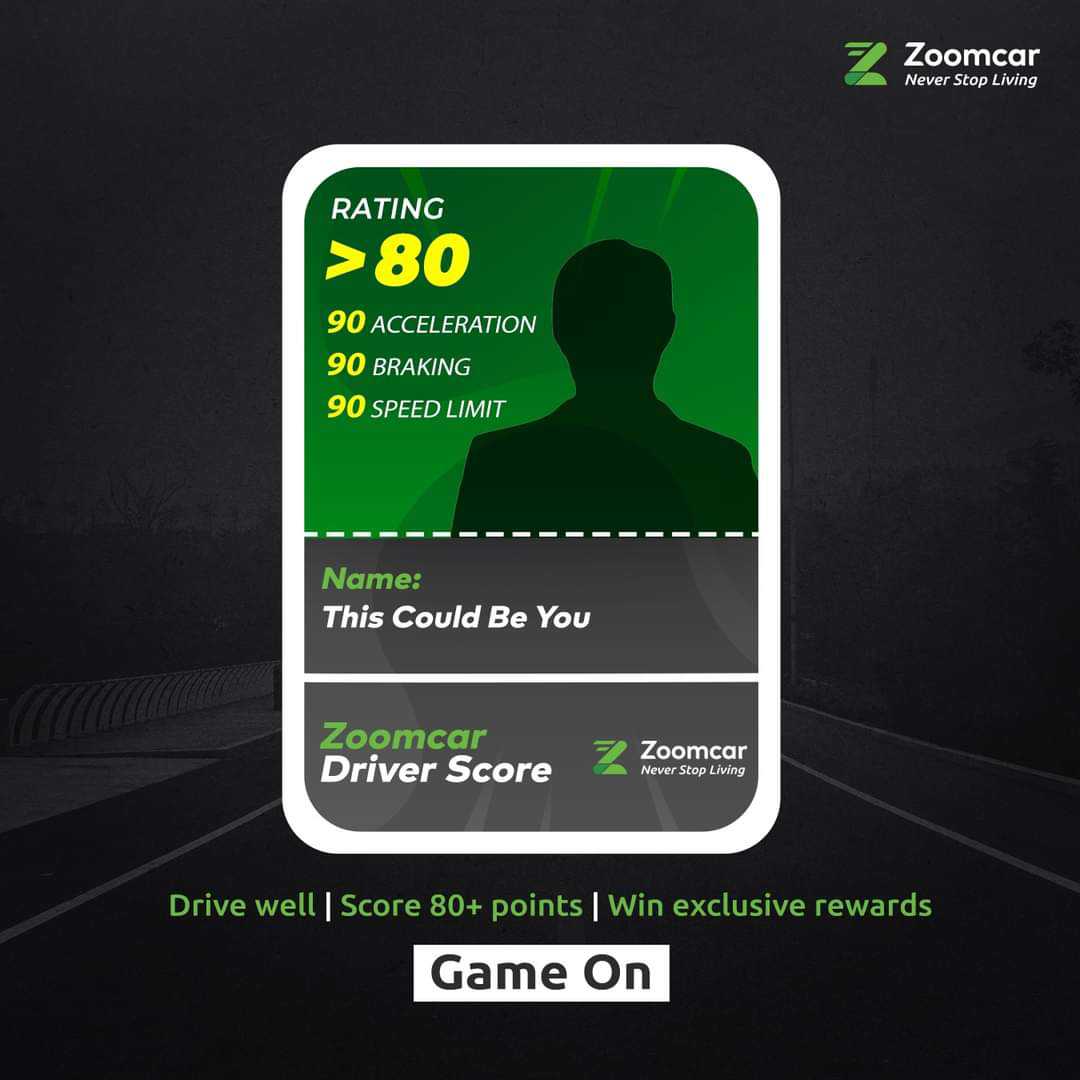 Zoomcar
Never Stop Living
RATING
>80
90 ACCELERATION
90 BRAKING
90 SPEED LIMIT
Name:
This Could Be You
Zoomcar
Driver Score
Zoomcar
Never Stop Living
Drive well | Score 80+ points | Win exclusive rewards
Game On